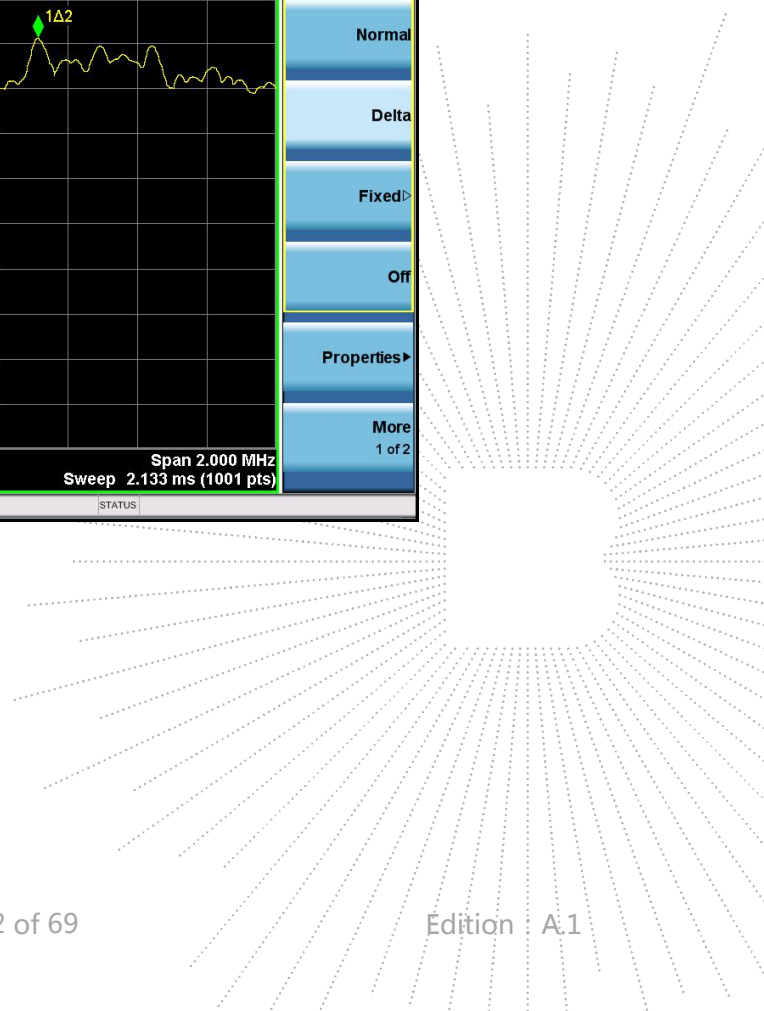 1Δ2
Normal
Delta
Fixed
Off
Properties
More
1 of 2
Span 2.000 MHz
Sweep 2.133 ms (1001 pts)
STATUS
2 of 69
Edition：A.1